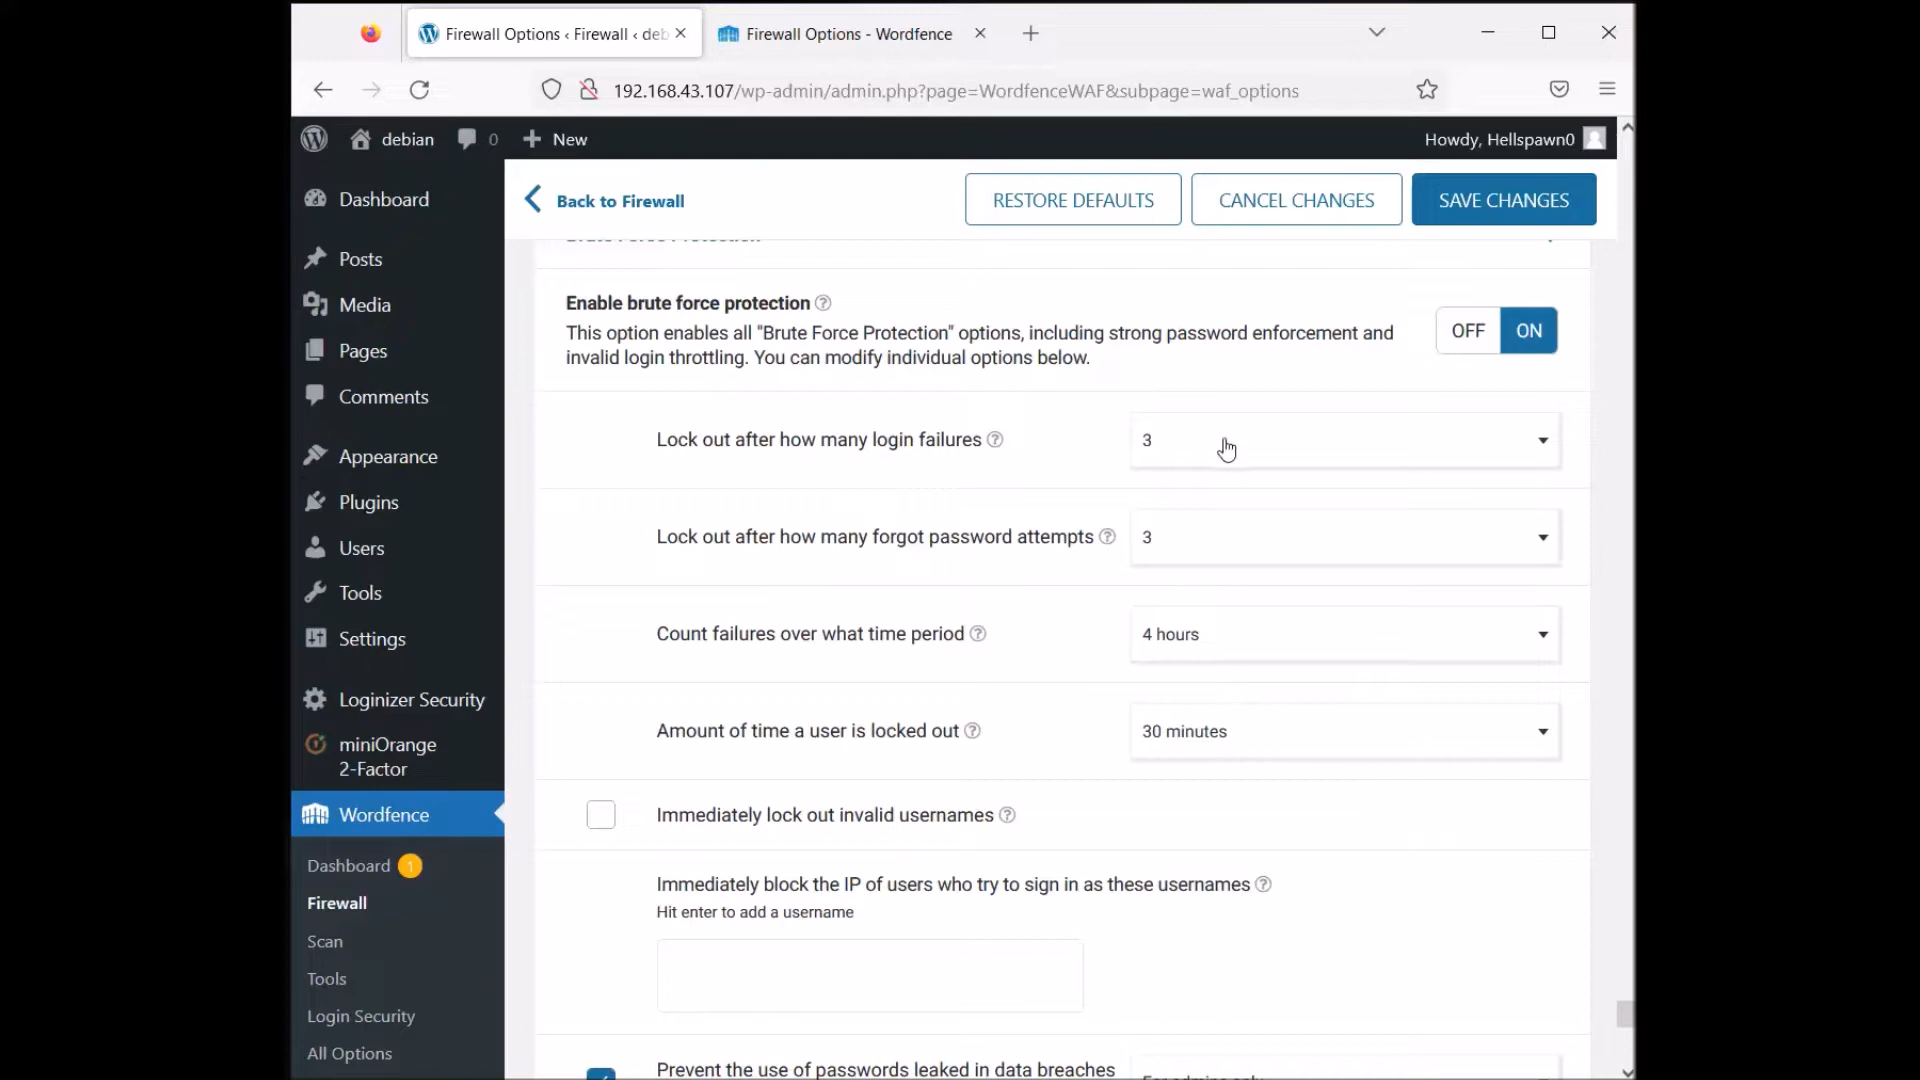 Firewall Options ‹ Firewall ‹ deb
Firewall Options - Wordfence
192.168.43.107/wp-admin/admin.php?page=WordfenceWAF&subpage=waf_options
debian
0
New
Howdy, Hellspawn0
Dashboard
Posts
Media
Pages
Comments
Appearance
Plugins
Users
Tools
Settings
Loginizer Security
miniOrange
2-Factor
Wordfence
Dashboard 1
Firewall
Scan
Tools
Login Security
All Options
Back to Firewall
RESTORE DEFAULTS
CANCEL CHANGES
SAVE CHANGES
Brute Force Protection
Enable brute force protection
This option enables all "Brute Force Protection" options, including strong password enforcement and
invalid login throttling. You can modify individual options below.
OFF
ON
Lock out after how many login failures
3
Lock out after how many forgot password attempts
3
Count failures over what time period
4 hours
Amount of time a user is locked out
30 minutes
Immediately lock out invalid usernames
Immediately block the IP of users who try to sign in as these usernames
Hit enter to add a username
Prevent the use of passwords leaked in data breaches
For admins only